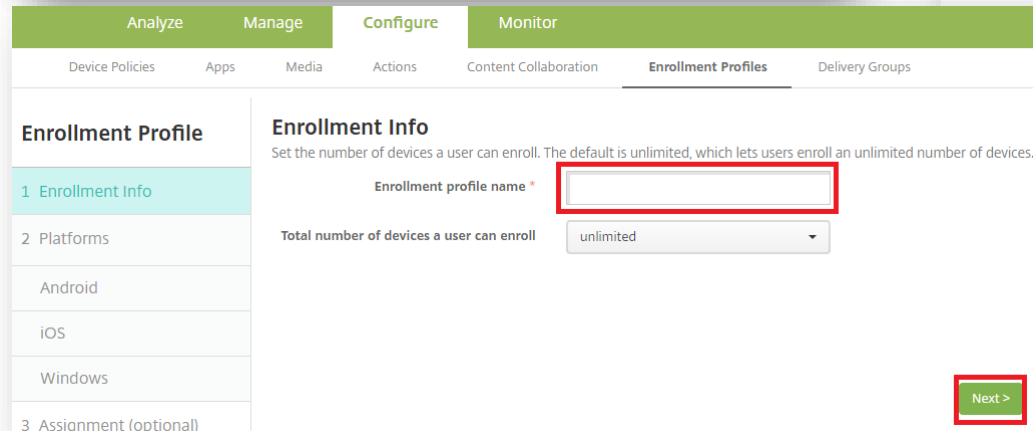 Analyze Manage Configure Monitor
Device Policies Apps Media Actions Content Collaboration Enrollment Profiles Delivery Groups
Enrollment Profile
1 Enrollment Info
2 Platforms
Android
iOS
Windows
3 Assignment (optional)
Enrollment Info
Set the number of devices a user can enroll. The default is unlimited, which lets users enroll an unlimited number of devices.
Enrollment profile name *
Total number of devices a user can enroll unlimited
Next >